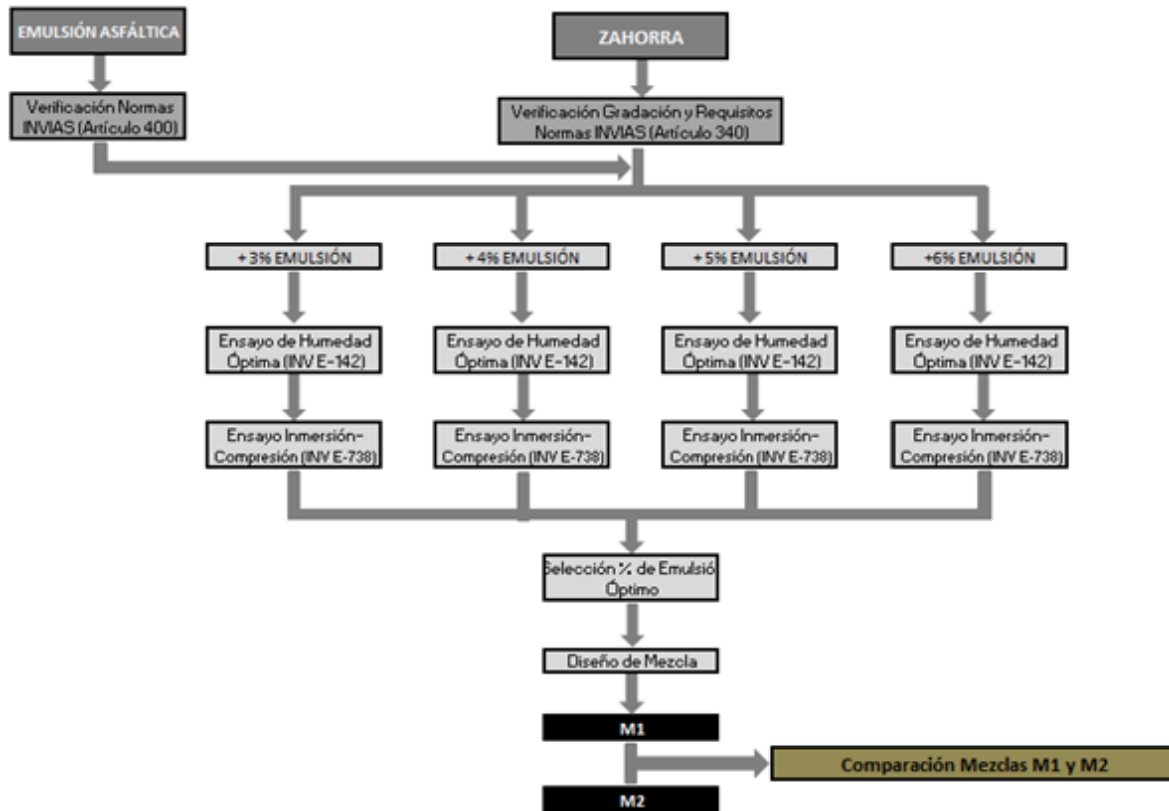 EMULSIÓN ASFÁLTICA
ZAHORRA
Verificación Normas
INVIAS (Artículo 400)
Verificación Gradación y Requisitos
Normas INVIAS (Artículo 340)
+3% EMULSIÓN
+4% EMULSIÓN
+5% EMULSIÓN
+6% EMULSIÓN
Ensayo de Humedad
Óptima (INV E-142)
Ensayo de Humedad
Óptima (INV E-142)
Ensayo de Humedad
Óptima (INV E-142)
Ensayo de Humedad
Óptima (INV E-142)
Ensayo Inmersión-
Compresión (INV E-738)
Ensayo Inmersión-
Compresión (INV E-738)
Ensayo Inmersión-
Compresión (INV E-738)
Ensayo Inmersión-
Compresión (INV E-738)
Selección % de Emulsió
Óptimo
Diseño de Mezcla
M1
Comparación Mezclas M1 y M2
M2